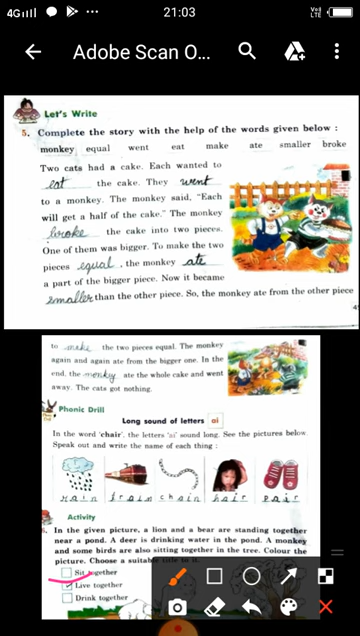 4G 21:03 Vo) LTE
Adobe Scan O...
Let's Write
5. Complete the story with the help of the words given below :
monkey equal went eat make ate smaller broke
Two cats had a cake. Each wanted to
eat the cake. They went
to a monkey. The monkey said, "Each
will get a half of the cake." The monkey
broke the cake into two pieces.
One of them was bigger. To make the two
pieces equal, the monkey ate
a part of the bigger piece. Now it became
smaller than the other piece. So, the monkey ate from the other piece
to make the two pieces equal. The monkey
again and again ate from the bigger one. In the
end, the monkey ate the whole cake and went
away. The cats got nothing.
Phonic Drill
Long sound of letters ai
In the word 'chair', the letters 'ai' sound long. See the pictures below.
Speak out and write the name of each thing :
rain train chain hair pair
Activity
In the given picture, a lion and a bear are standing together
near a pond. A deer is drinking water in the pond. A monkey
and some birds are also sitting together in the tree. Colour the
picture. Choose a suitable title to it.
Sit together
Live together
Drink together